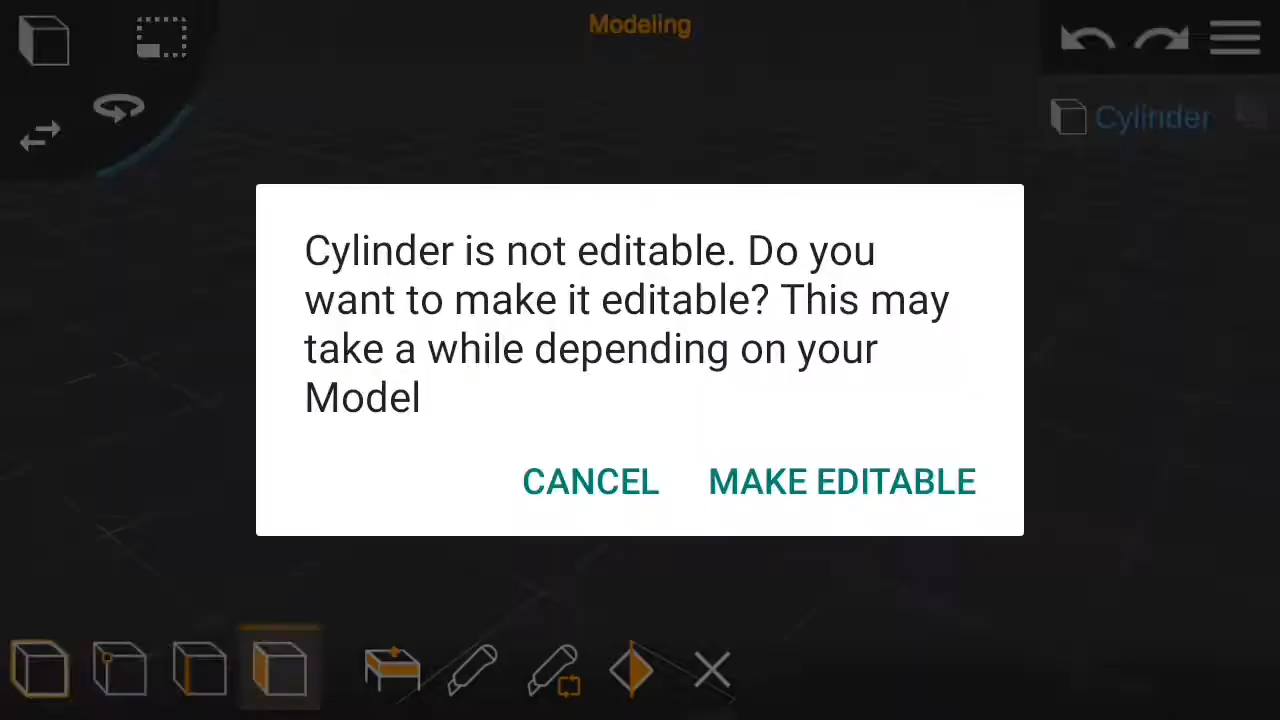 Modeling
Cylinder
Cylinder is not editable. Do you
want to make it editable? This may
take a while depending on your
Model
CANCEL MAKE EDITABLE